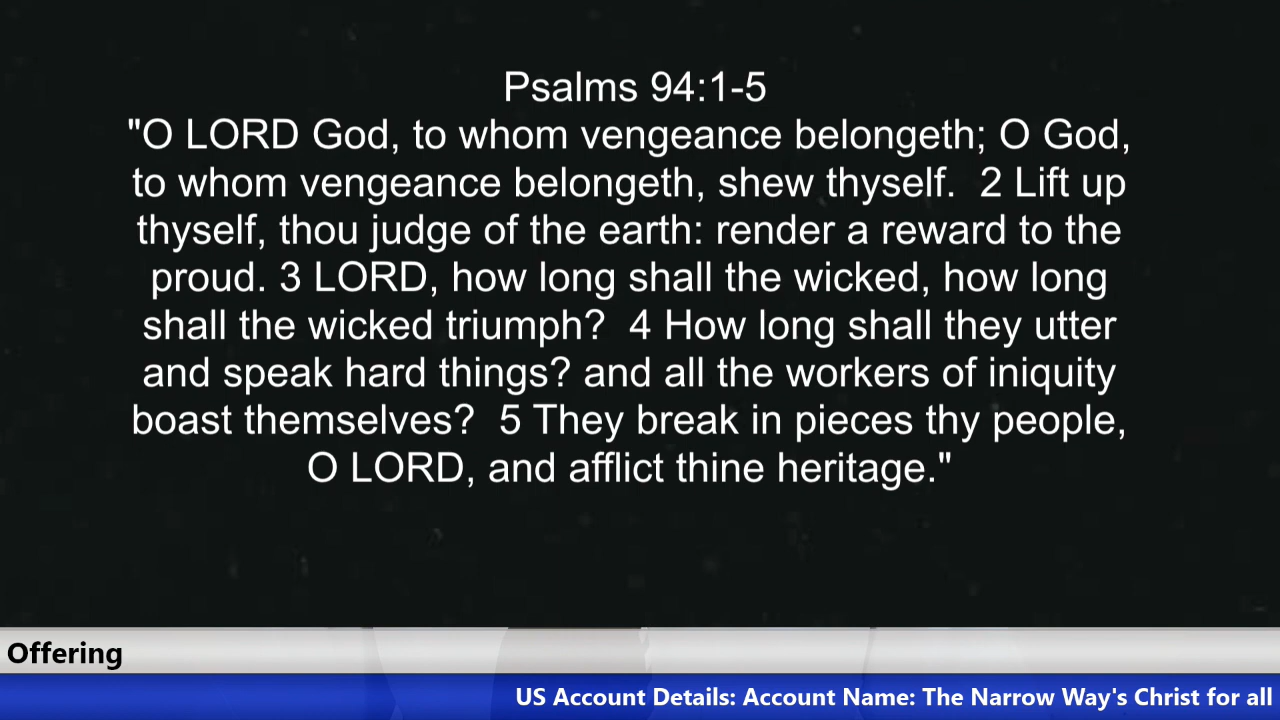 Psalms 94:1-5
"O LORD God, to whom vengeance belongeth; O God,
to whom vengeance belongeth, shew thyself.  2 Lift up
thyself, thou judge of the earth: render a reward to the
proud. 3 LORD, how long shall the wicked, how long
shall the wicked triumph?  4 How long shall they utter
and speak hard things? and all the workers of iniquity
boast themselves?  5 They break in pieces thy people,
O LORD, and afflict thine heritage."
Offering
US Account Details: Account Name: The Narrow Way's Christ for all